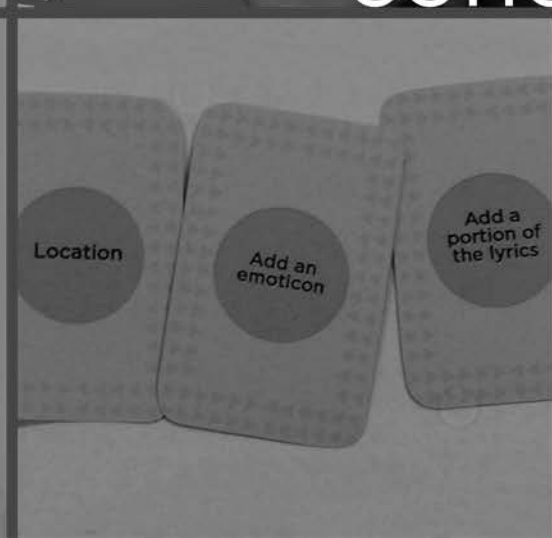 Location
Add an
emoticon
Add a
portion of
the lyrics